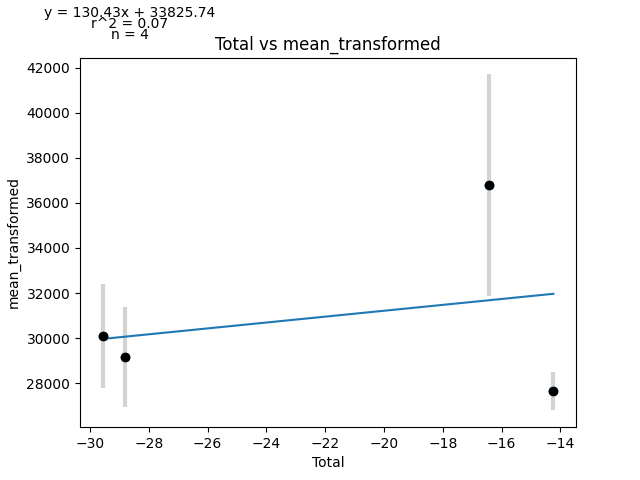 y = 130.43x + 33825.74
r^2 = 0.07
n = 4
Total vs mean_transformed
42000
40000
38000
36000
34000
32000
30000
28000
mean_transformed
−30
−28
−26
−24
−22
−20
−18
−16
−14
Total